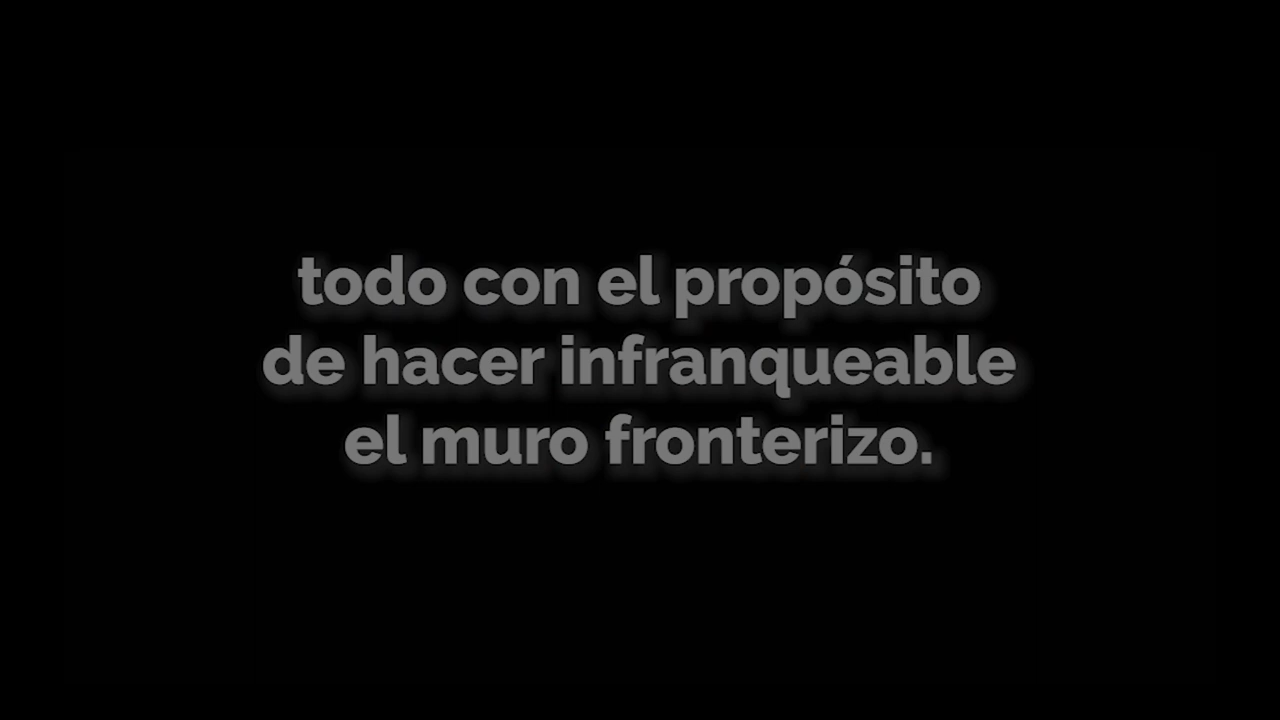 todo con el propósito
de hacer infranqueable
el muro fronterizo.